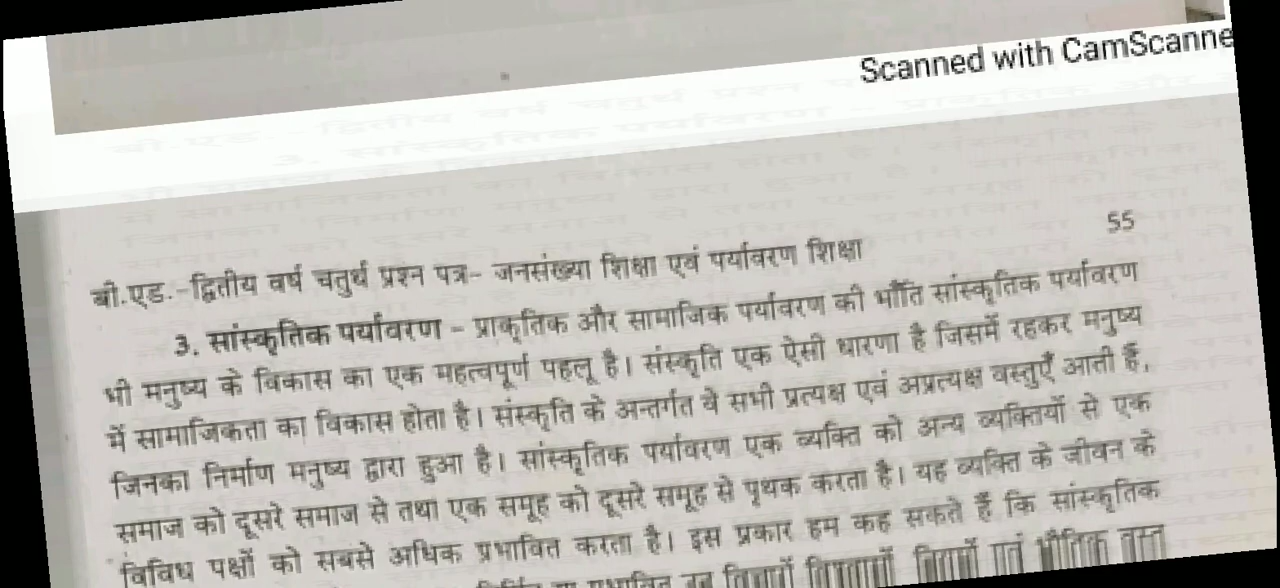 Scanned with CamScanne
55
बी.एड.-द्वितीय वर्ष चतुर्थ प्रश्न पत्र- जनसंख्या शिक्षा एवं पर्यावरण शिक्षा
3. सांस्कृतिक पर्यावरण – प्राकृतिक और सामाजिक पर्यावरण की भाँति सांस्कृतिक पर्यावरण
भी मनुष्य के विकास का एक महत्वपूर्ण पहलू है। संस्कृति एक ऐसी धारणा है जिसमें रहकर मनुष्य
में सामाजिकता का विकास होता है। संस्कृति के अन्तर्गत वे सभी प्रत्यक्ष एवं अप्रत्यक्ष वस्तुएँ आती हैं,
जिनका निर्माण मनुष्य द्वारा हुआ है। सांस्कृतिक पर्यावरण एक व्यक्ति को अन्य व्यक्तियों से एक
समाज को दूसरे समाज से तथा एक समूह को दूसरे समूह से पृथक करता है। यह व्यक्ति के जीवन के
विविध पक्षों को सबसे अधिक प्रभावित करता है। इस प्रकार हम कह सकते हैं कि सांस्कृतिक